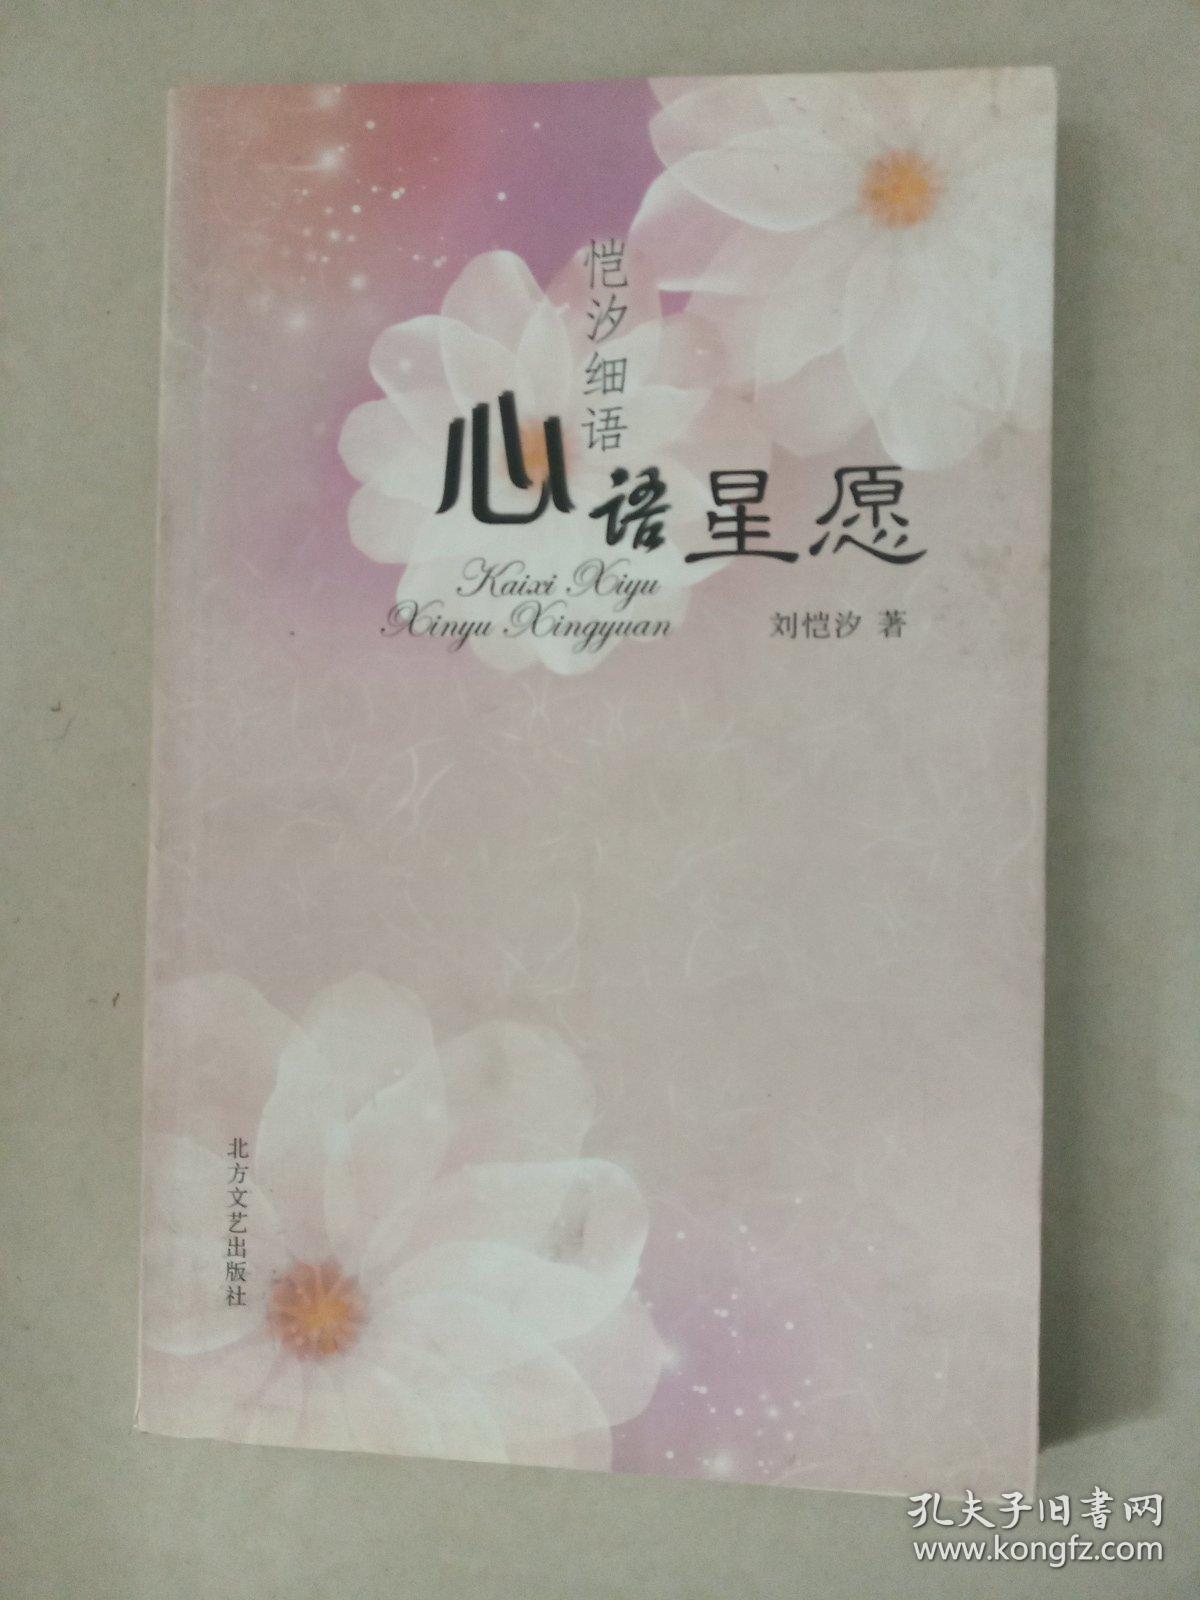 恺汐细语
心语星愿
Kaixi Xiyu
Xinyu Xingyuan
刘恺汐 著
北方文艺出版社
孔夫子旧书网
www.kongfz.com